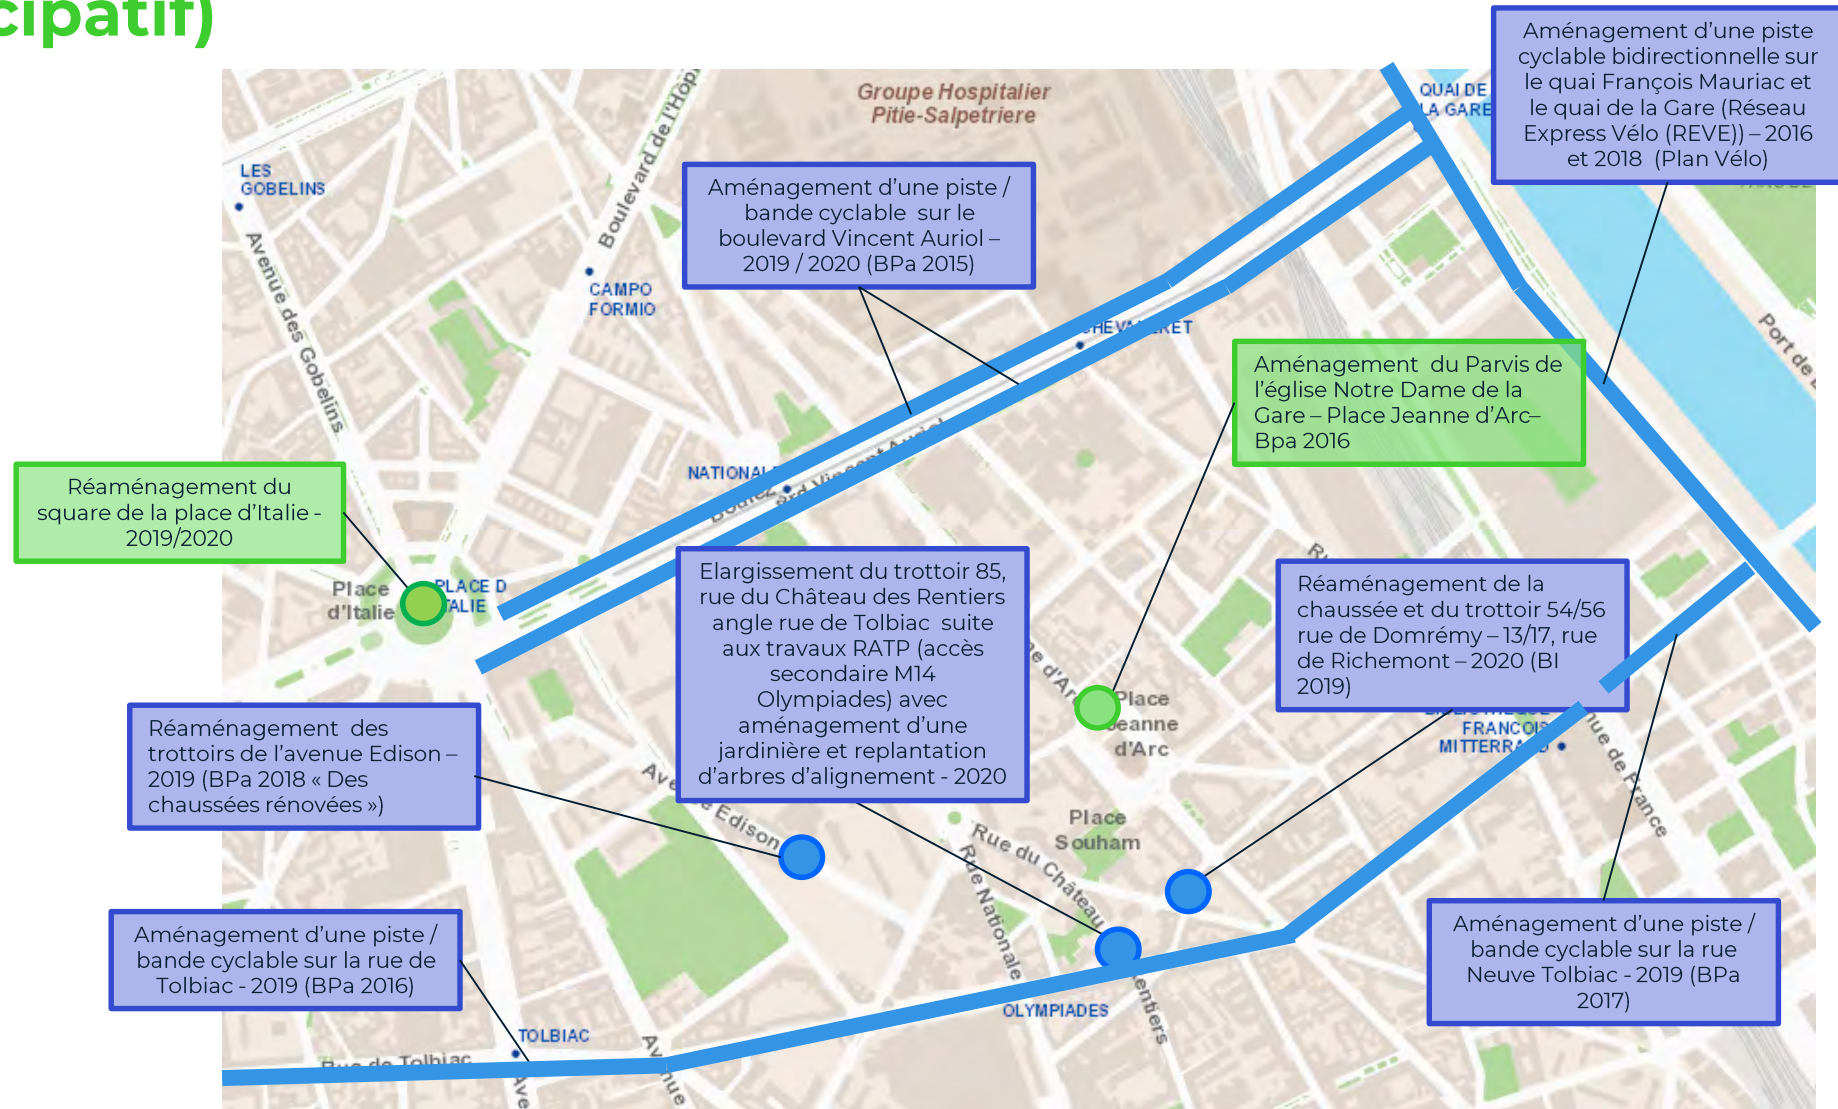 cipatif)
Aménagement d’une piste
cyclable bidirectionnelle sur
le quai François Mauriac et
le quai de la Gare (Réseau
Express Vélo (REVE)) – 2016
et 2018  (Plan Vélo)
QUAI DE
LA GARE
Groupe Hospitalier
Pitie-Salpetriere
Boulevard de l'Hôp
LES
GOBELINS
Avenue des Gobelins
Aménagement d’une piste /
bande cyclable  sur le
boulevard Vincent Auriol –
2019 / 2020 (BPa 2015)
CAMPO
FORMIO
Port de
Aménagement  du Parvis de
l’église Notre Dame de la
Gare – Place Jeanne d’Arc–
Bpa 2016
Vincent Auriol
Réaménagement du
square de la place d’Italie -
2019/2020
Place
d'Italie
PLACE D
Elargissement du trottoir 85,
rue du Château des Rentiers
angle rue de Tolbiac  suite
aux travaux RATP (accès
secondaire M14
Olympiades) avec
aménagement d’une
jardinière et replantation
d’arbres d’alignement - 2020
Réaménagement de la
chaussée et du trottoir 54/56
rue de Domrémy – 13/17, rue
de Richemont – 2020 (BI
2019)
FRANCOIS
Place
d'Arc
Réaménagement  des
trottoirs de l’avenue Edison –
2019 (BPa 2018 « Des
chaussées rénovées »)
Edison
Place
Souham
Rue du Château
Rue Nationale
de France
Aménagement d’une piste /
bande cyclable sur la rue de
Tolbiac - 2019 (BPa 2016)
Aménagement d’une piste /
bande cyclable sur la rue
Neuve Tolbiac - 2019 (BPa
2017)
OLYMPIADES
TOLBIAC
Rue de Tolbiac
Avenue